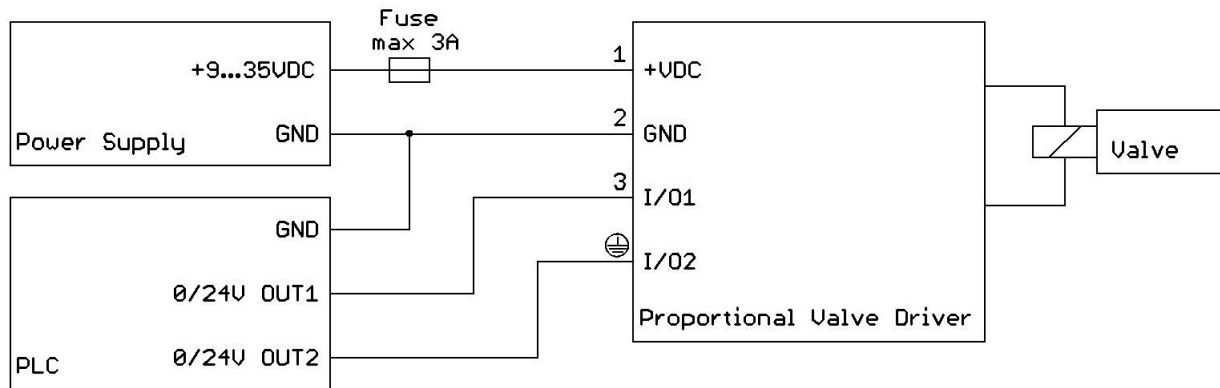 Fuse
max 3A
+9...35VDC
GND
Power Supply
1
+VDC
2
GND
3
I/O1
I/O2
Proportional Valve Driver
Valve
GND
0/24V OUT1
0/24V OUT2
PLC